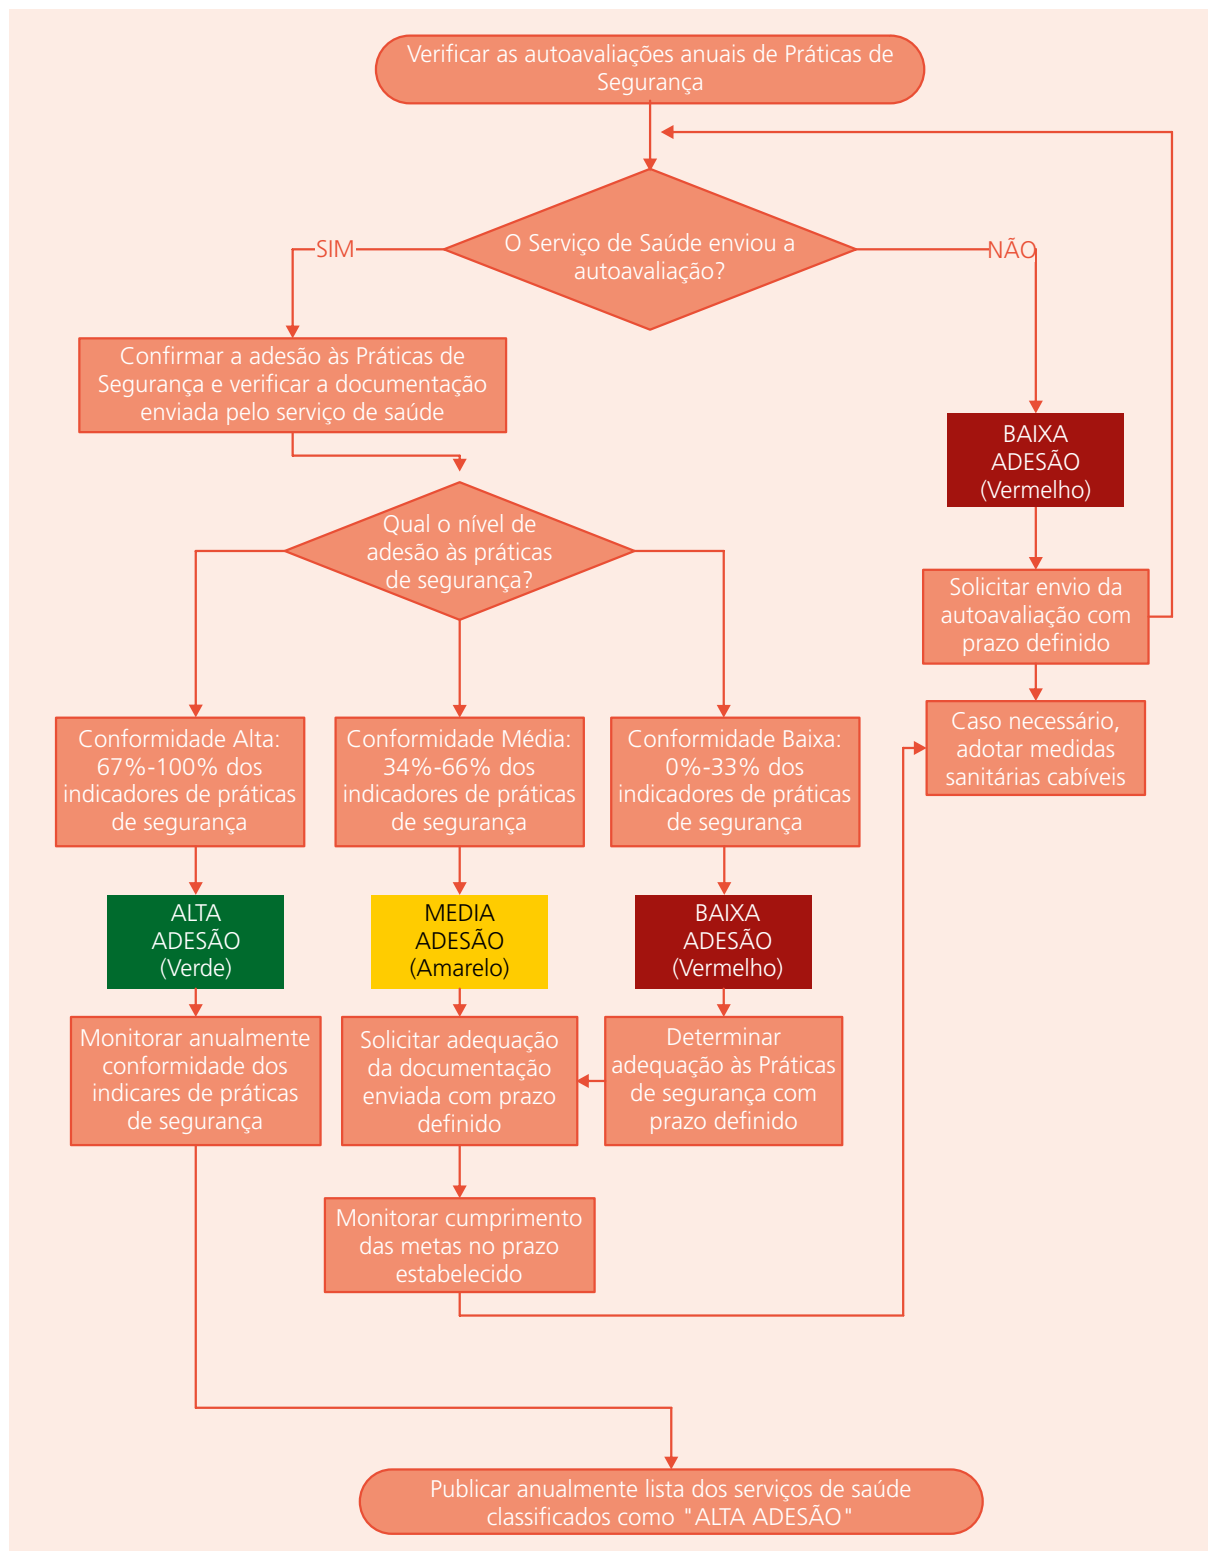 Verificar as autoavaliações anuais de Práticas de
Segurança
O Serviço de Saúde enviou a
autoavaliação?
SIM
NÃO
Confirmar a adesão às Práticas de
Segurança e verificar a documentação
enviada pelo serviço de saúde
BAIXA
ADESÃO
(Vermelho)
Qual o nível de
adesão às práticas
de segurança?
Solicitar envio da
autoavaliação com
prazo definido
Caso necessário,
adotar medidas
sanitárias cabíveis
Conformidade Alta:
67%-100% dos
indicadores de práticas
de segurança
Conformidade Média:
34%-66% dos
indicadores de práticas
de segurança
Conformidade Baixa:
0%-33% dos
indicadores de práticas
de segurança
ALTA
ADESÃO
(Verde)
MEDIA
ADESÃO
(Amarelo)
BAIXA
ADESÃO
(Vermelho)
Monitorar anualmente
conformidade dos
indicares de práticas
de segurança
Solicitar adequação
da documentação
enviada com prazo
definido
Determinar
adequação às Práticas
de segurança com
prazo definido
Monitorar cumprimento
das metas no prazo
estabelecido
Publicar anualmente lista dos serviços de saúde
classificados como "ALTA ADESÃO"